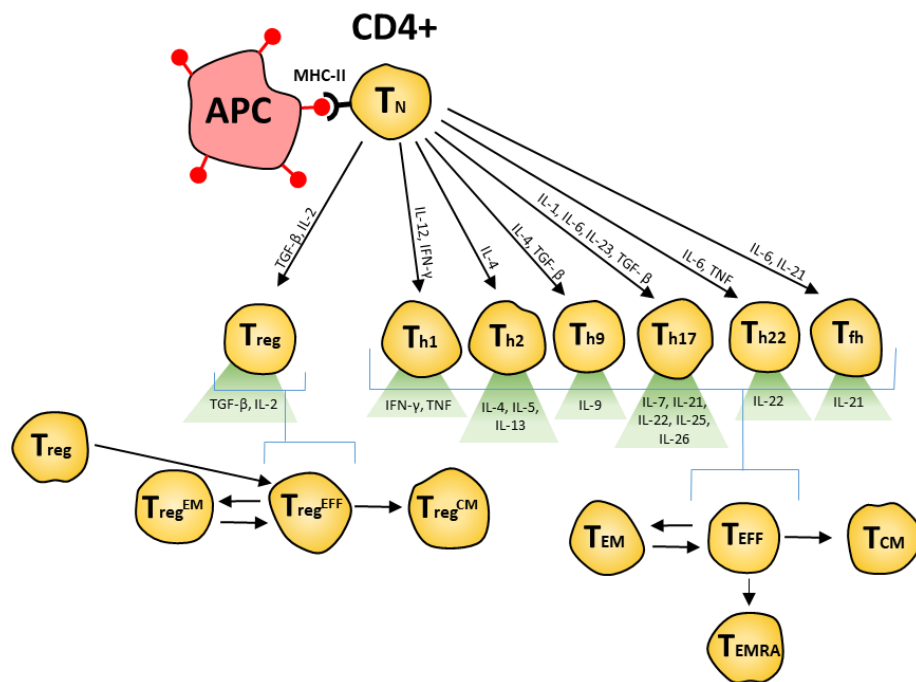 CD4+
MHC-II
APC
TN
TGF-β, IL-2
IL-12, IFN-γ
IL-4
IL-4, TGF- β
IL-1, IL-6, IL-23, TGF- β
IL-6, TNF
IL-6, IL-21
Treg
Th1
Th2
Th9
Th17
Th22
Tfh
TGF-β, IL-2
IFN-γ, TNF
IL-4, IL-5,
IL-13
IL-9
IL-7, IL-21,
IL-22, IL-25,
IL-26
IL-22
IL-21
Treg
TregEM
TregEFF
TregCM
TEM
TEFF
TCM
TEMRA